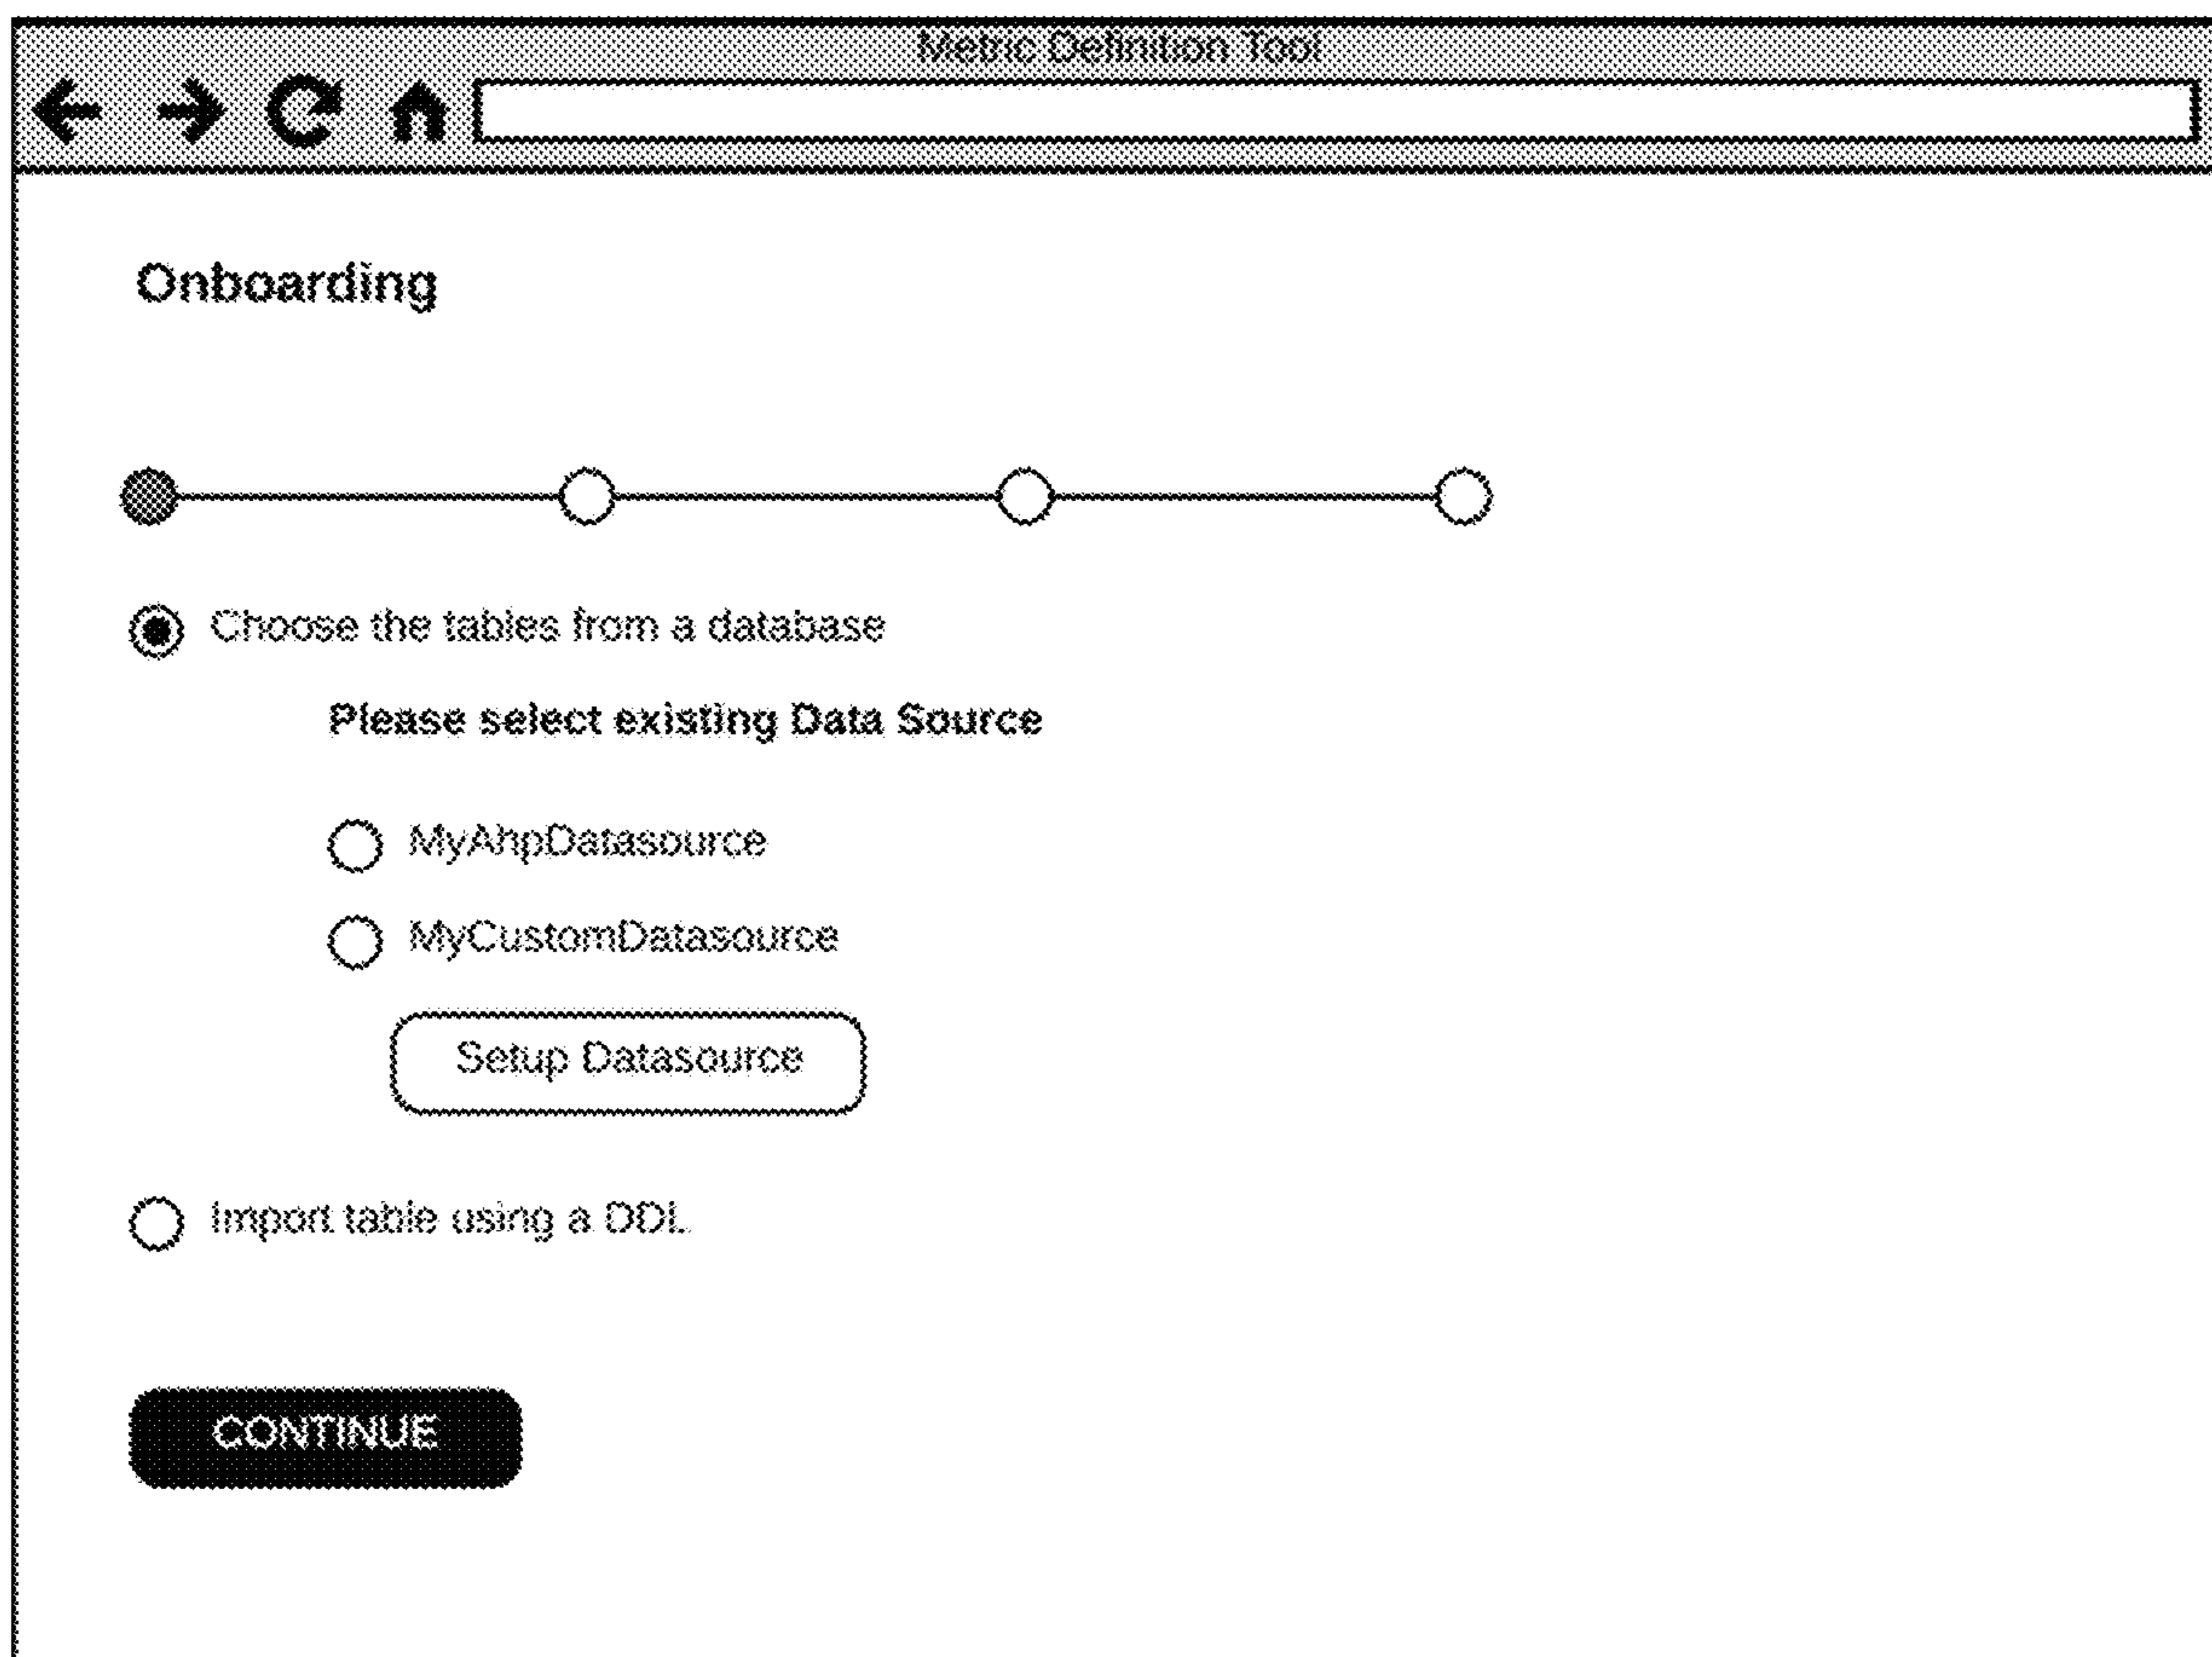 Metric Definition Tool
Onboarding
Choose the tables from a database
Please select existing Data Source
MyAhpDatasource
MyCustomDatasource
Setup Datasource
Import table using a DDL
CONTINUE